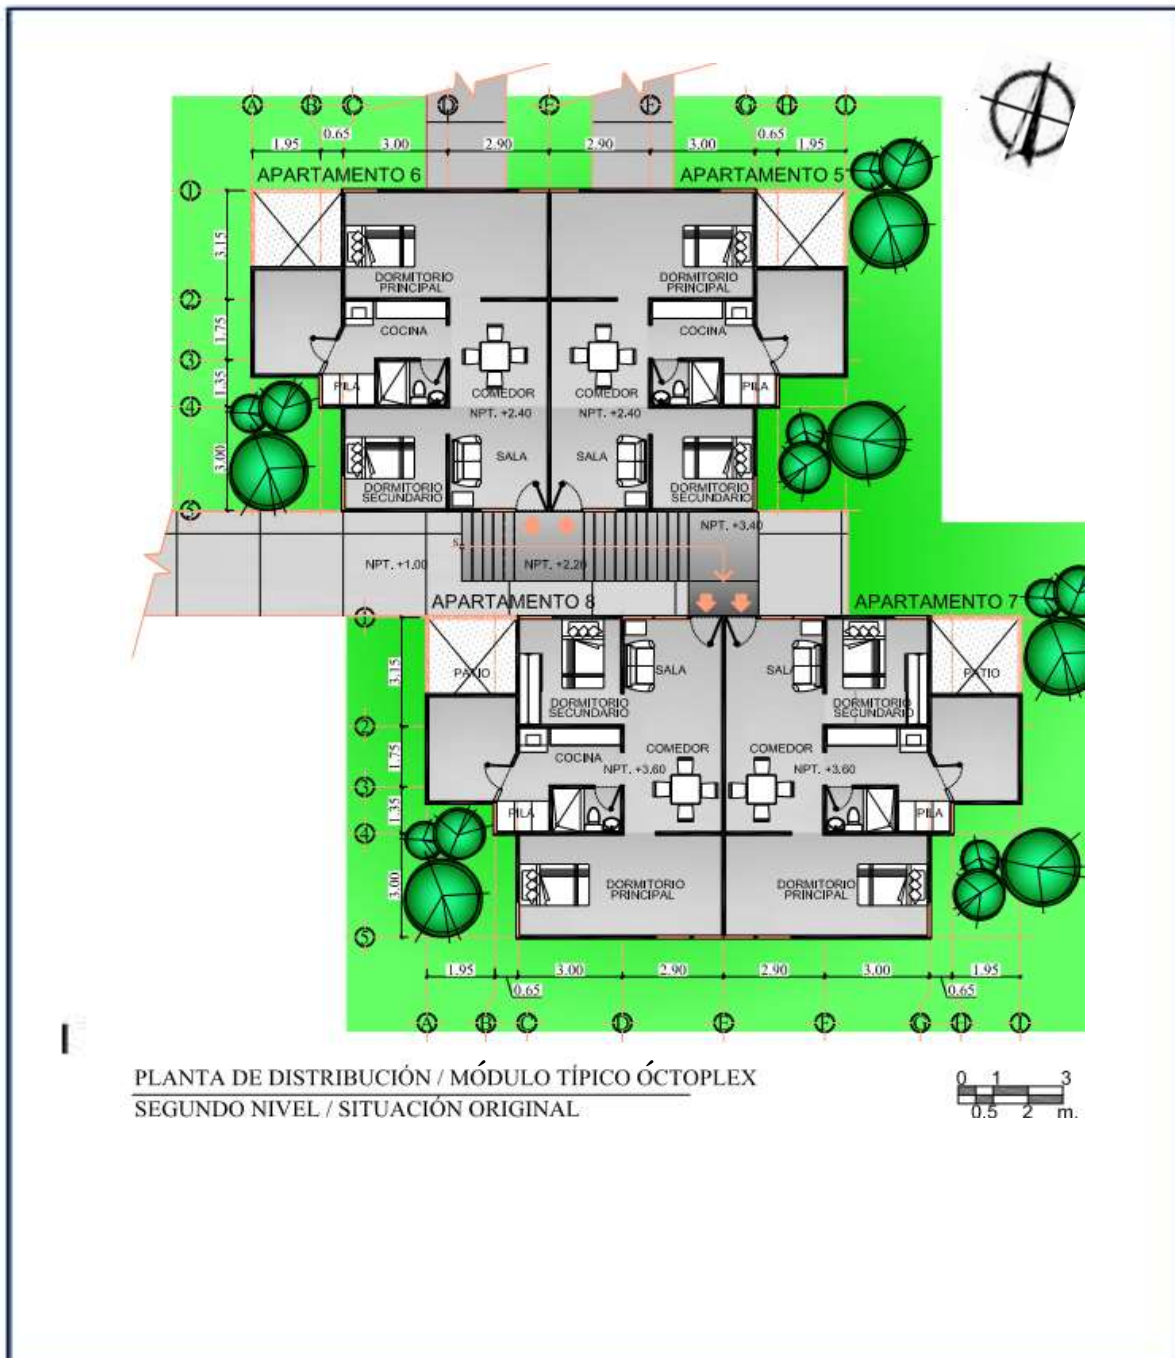 A B C D E F G H I
0.65 0.65
1.95 3.00 2.90 2.90 3.00 1.95
APARTAMENTO 6 APARTAMENTO 5
1
3.15
DORMITORIO PRINCIPAL
DORMITORIO PRINCIPAL
2
1.75
COCINA COCINA
3
1.35
PILA PILA
COMEDOR COMEDOR
4
NPT. +2.40 NPT. +2.40
3.00
SALA SALA
DORMITORIO SECUNDARIO
DORMITORIO SECUNDARIO
5
NPT. +3.40
S.
NPT. +1.00 NPT. +2.20
APARTAMENTO 8 APARTAMENTO 7
1
3.15
PATIO SALA SALA PATIO
DORMITORIO SECUNDARIO
DORMITORIO SECUNDARIO
2
1.75
COCINA COMEDOR COMEDOR
NPT. +3.60 NPT. +3.60
3
1.35
PILA PILA
4
3.00
DORMITORIO PRINCIPAL
DORMITORIO PRINCIPAL
5
1.95 3.00 2.90 2.90 3.00 1.95
0.65 0.65
A B C D E F G H I
PLANTA DE DISTRIBUCIÓN / MÓDULO TÍPICO ÓCTOPLEX
SEGUNDO NIVEL / SITUACIÓN ORIGINAL
0 1 3
0.5 2 m.